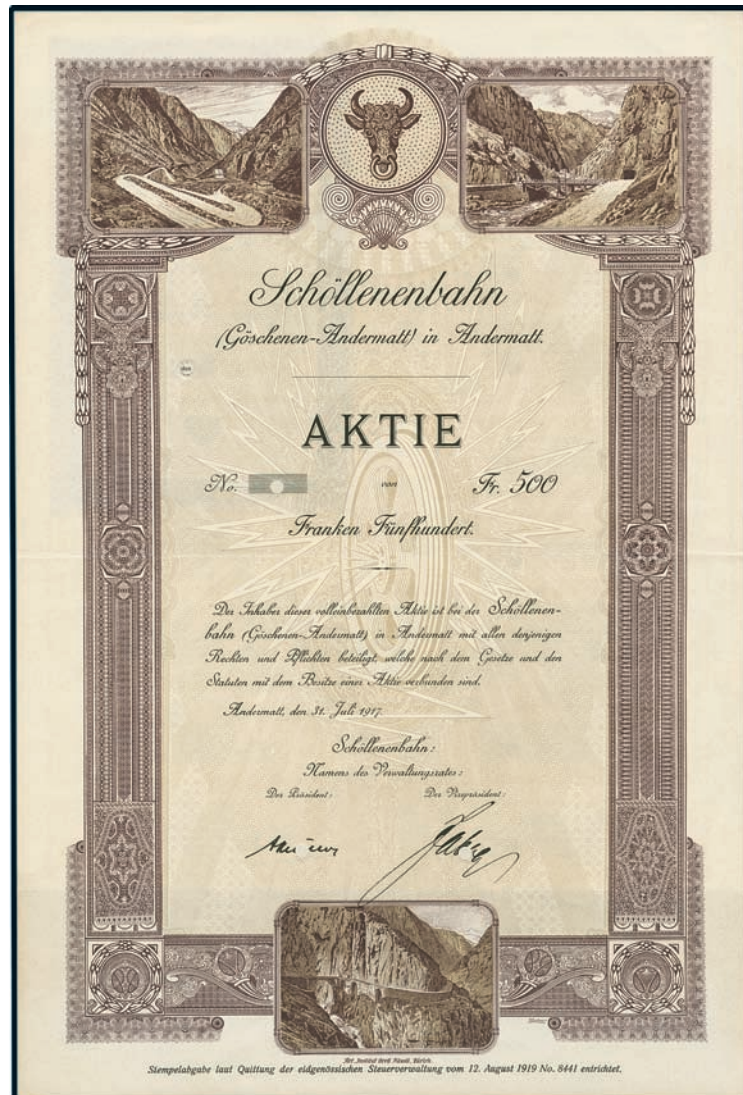 Schöllenenbahn
(Göschenen-Andermatt) in Andermatt.
AKTIE
No.
von
Fr. 500
Franken Fünfhundert.
Der Inhaber dieser volleinbezahlten Aktie ist bei der Schöllenen-
bahn (Göschenen-Andermatt) in Andermatt mit allen denjenigen
Rechten und Pflichten beteiligt, welche nach dem Gesetze und den
Statuten mit dem Besitze einer Aktie verbunden sind.
Andermatt, den 31. Juli 1917.
Schöllenenbahn:
Namens des Verwaltungsrates:
Der Präsident: Der Vizepräsident:
Art. Institut Orell Füssli, Zürich.
Stempelabgabe laut Quittung der eidgenössischen Steuerverwaltung vom 12. August 1919 No. 8441 entrichtet.